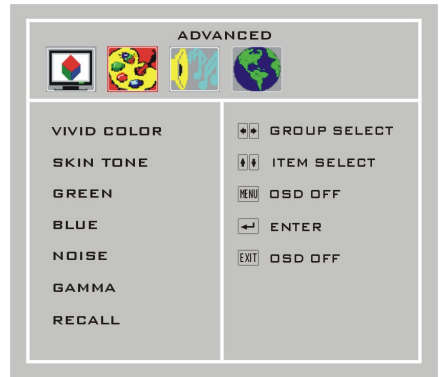 ADVANCED
VIVID COLOR
SKIN TONE
GREEN
BLUE
NOISE
GAMMA
RECALL
GROUP SELECT
ITEM SELECT
MENU OSD OFF
ENTER
EXIT OSD OFF